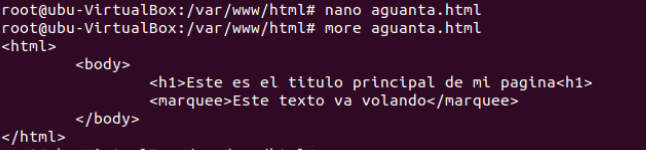 root@ubu-VirtualBox:/var/www/html# nano aguanta.html
root@ubu-VirtualBox:/var/www/html# more aguanta.html
<html>
<body>
<h1>Este es el titulo principal de mi pagina<h1>
<marquee>Este texto va volando</marquee>
</body>
</html>